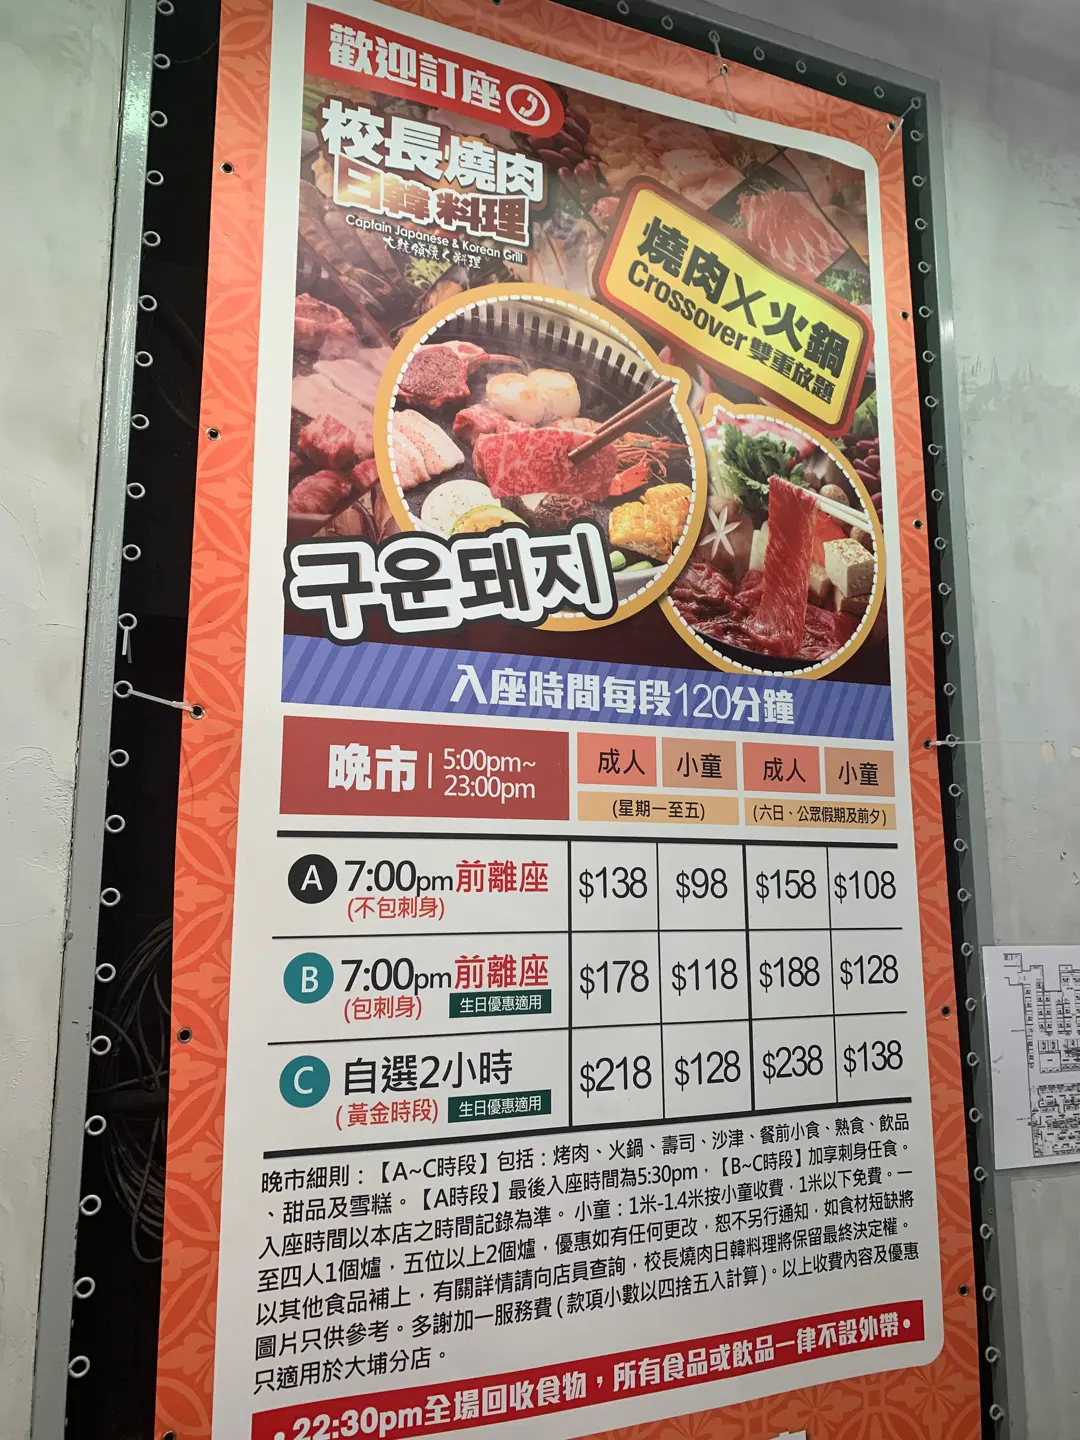 歡迎訂座
校長燒肉
日韓料理
Captain Japanese & Korean Grill
大統領燒く料理
燒肉X火鍋
Crossover雙重放題
구운돼지
入座時間每段120分鐘
晚市 | 5:00pm~
23:00pm
成人 小童 成人 小童
(星期一至五) (六日、公眾假期及前夕)
A 7:00pm前離座 $138 $98 $158 $108
(不包刺身)
B 7:00pm前離座 $178 $118 $188 $128
(包刺身) 生日優惠適用
C 自選2小時 $218 $128 $238 $138
(黃金時段) 生日優惠適用
晚市細則：【A~C時段】包括：烤肉、火鍋、壽司、沙津、餐前小食、熟食、飲品
、甜品及雪糕。【A時段】最後入座時間為5:30pm，【B~C時段】加享刺身任食。
入座時間以本店之時間記錄為準。小童：1米-1.4米按小童收費，1米以下免費。一
至四人1個爐，五位以上2個爐，優惠如有任何更改，恕不另行通知，如食材短缺將
以其他食品補上，有關詳情請向店員查詢，校長燒肉日韓料理將保留最終決定權。
圖片只供參考。多謝加一服務費(款項小數以四捨五入計算)。以上收費內容及優惠
只適用於大埔分店。
•22:30pm全場回收食物，所有食品或飲品一律不設外帶•